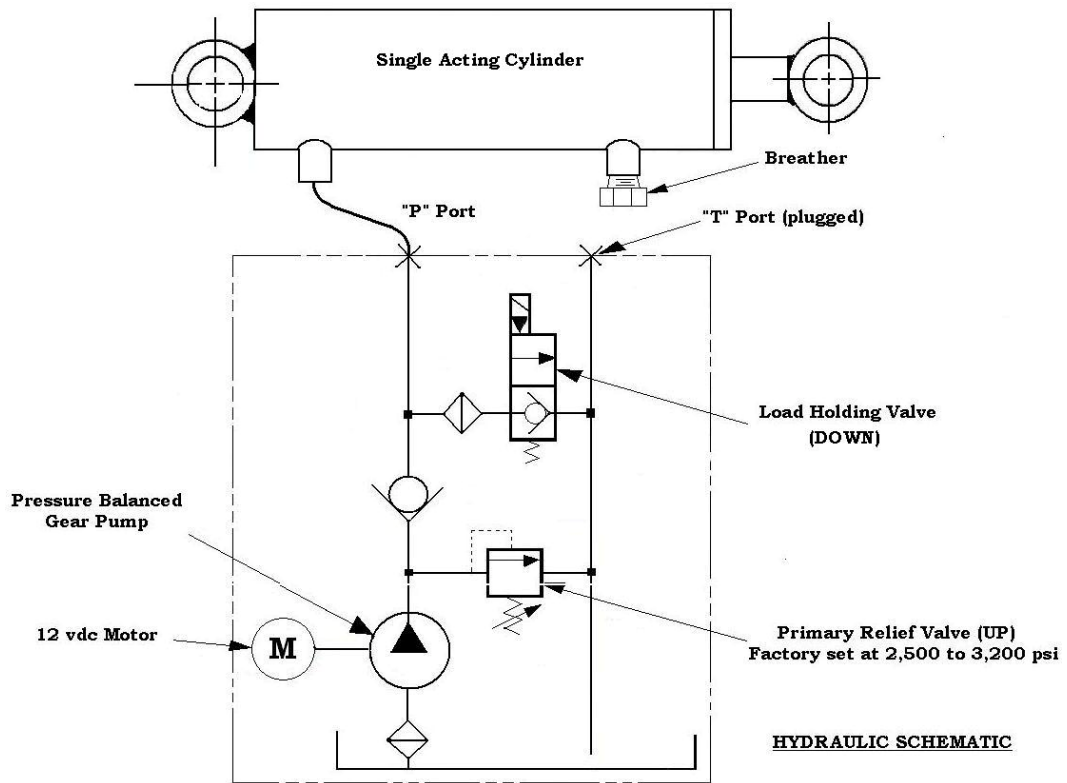 Single Acting Cylinder
Breather
"P" Port
"T" Port (plugged)
Load Holding Valve
(DOWN)
Pressure Balanced
Gear Pump
12 vdc Motor
M
Primary Relief Valve (UP)
Factory set at 2,500 to 3,200 psi
HYDRAULIC SCHEMATIC